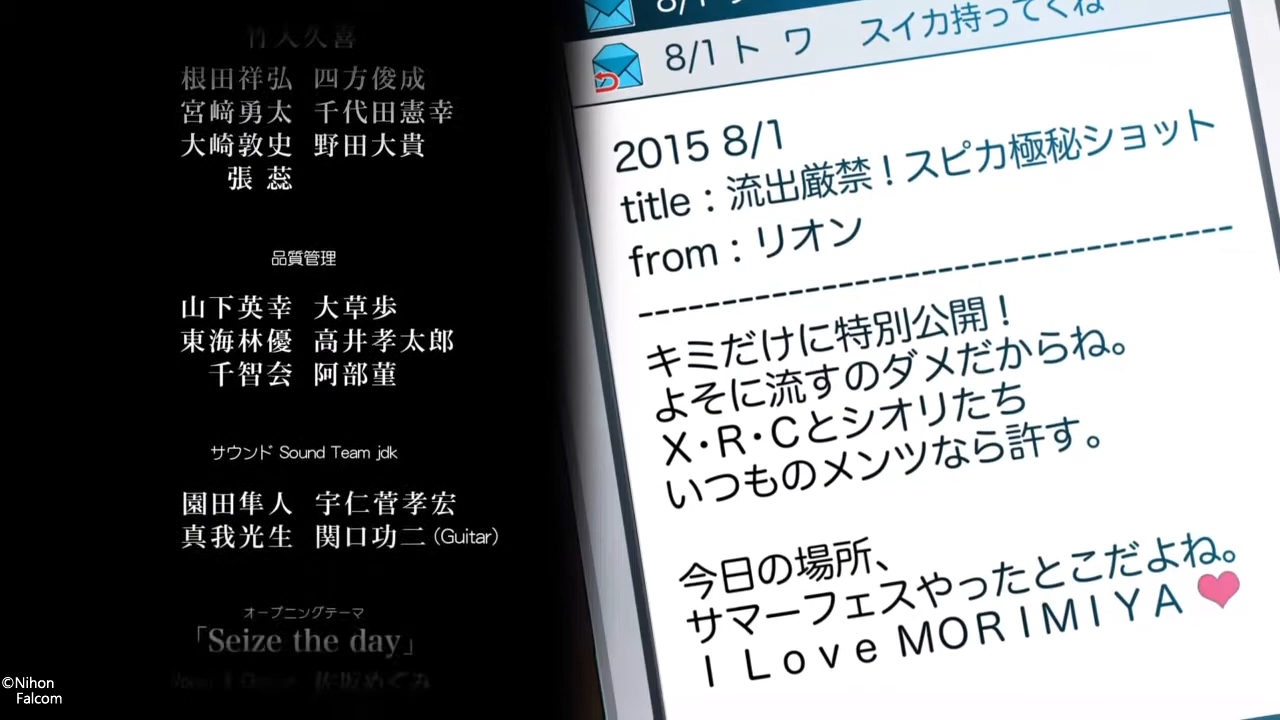 竹入久喜
根田祥弘 四方俊成
宮﨑勇太 千代田憲幸
大崎敦史 野田大貴
張 蕊
品質管理
山下英幸 大草歩
東海林優 高井孝太郎
千智会 阿部菫
サウンド Sound Team jdk
園田隼人 宇仁菅孝宏
真我光生 関口功二 (Guitar)
オープニングテーマ
「Seize the day」
佐坂めぐみ
©Nihon
Falcom
8/1 ト ワ スイカ持ってくね
2015 8/1
title：流出厳禁！スピカ極秘ショット
from：リオン
------------------------------
キミだけに特別公開！
よそに流すのダメだからね。
X・R・Cとシオリたち
いつものメンツなら許す。
今日の場所、
サマーフェスやったとこだよね。
I Love MORIMIYA